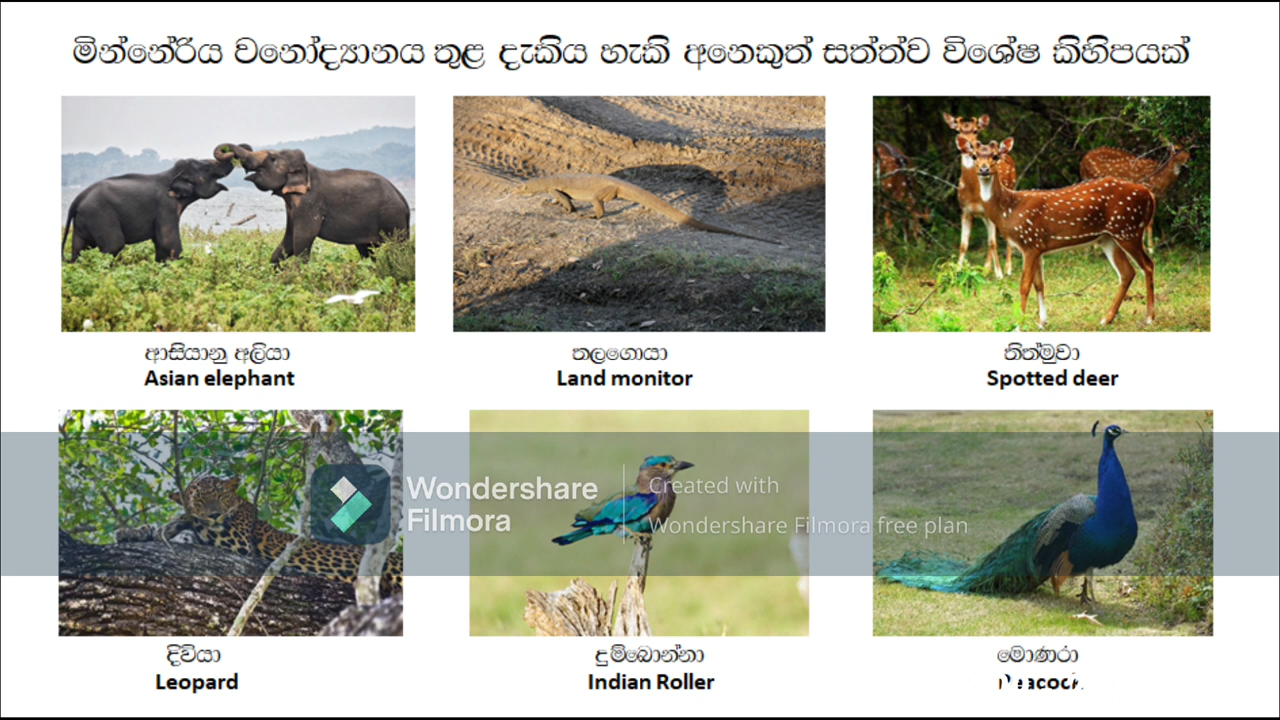 මින්නේරිය වනෝද්‍යානය තුළ දැකිය හැකි අනෙකුත් සත්ත්ව විශේෂ කිහිපයක්
ආසියානු අලියා
Asian elephant
තලගොයා
Land monitor
තිත්මුවා
Spotted deer
Wondershare
Filmora
Created with
Wondershare Filmora free plan
දිවියා
Leopard
දුම්බොන්නා
Indian Roller
මොණරා
Peacock